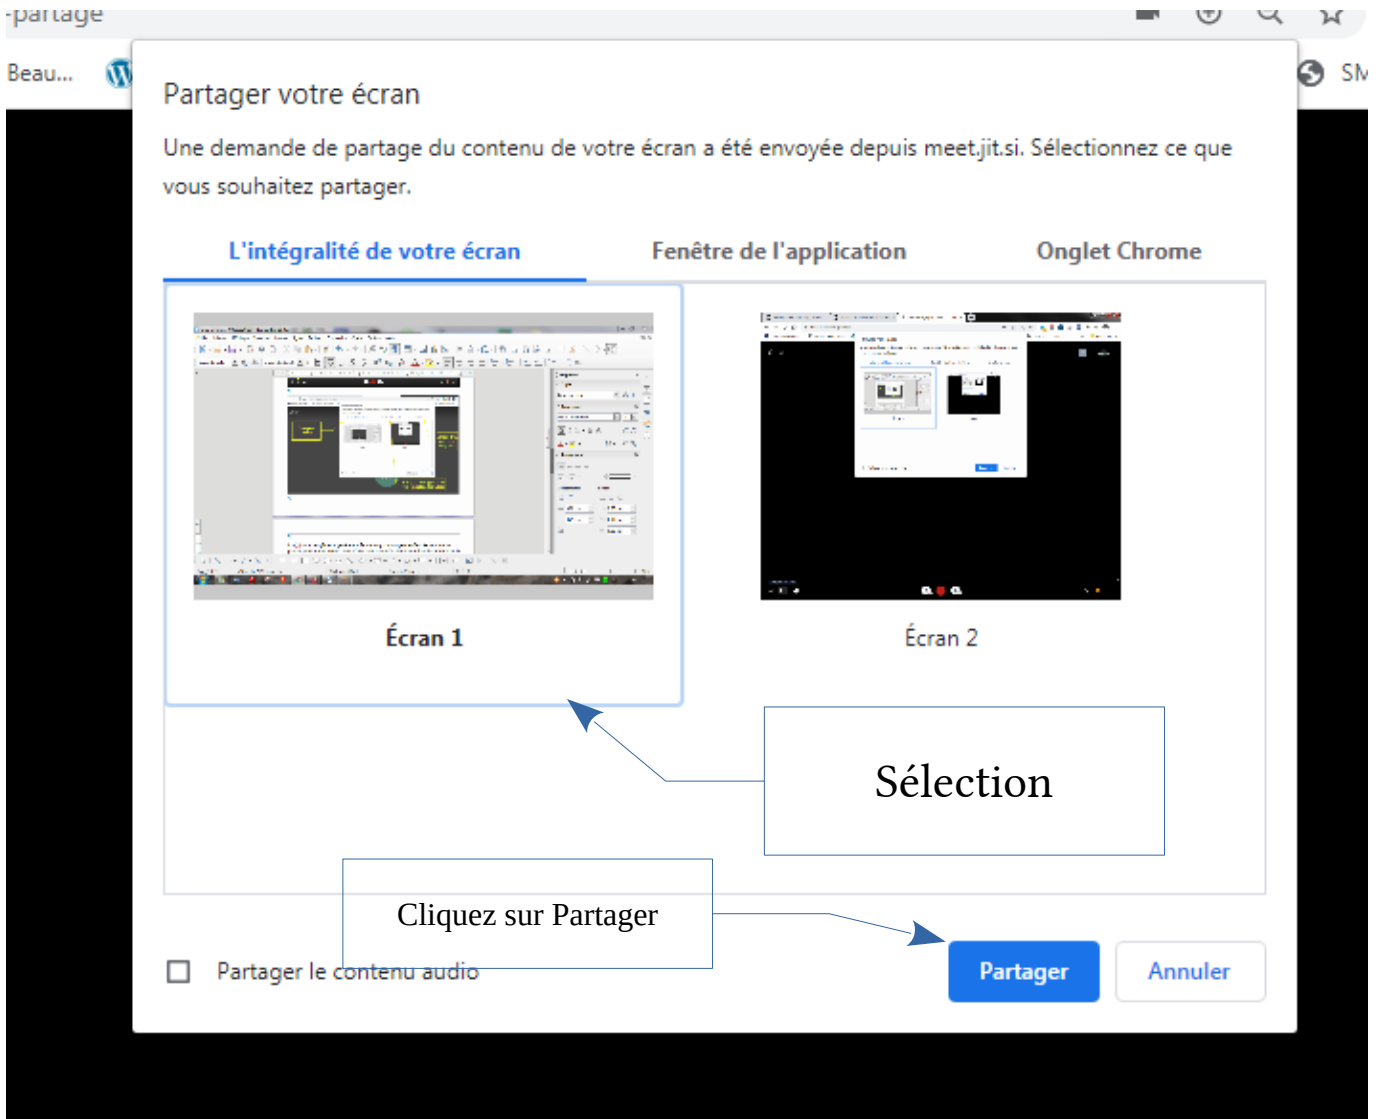 -partage
Beau...
SM
Partager votre écran
Une demande de partage du contenu de votre écran a été envoyée depuis meet.jit.si. Sélectionnez ce que
vous souhaitez partager.
L'intégralité de votre écran
Fenêtre de l'application
Onglet Chrome
Écran 1
Écran 2
Sélection
Cliquez sur Partager
Partager le contenu audio
Partager
Annuler